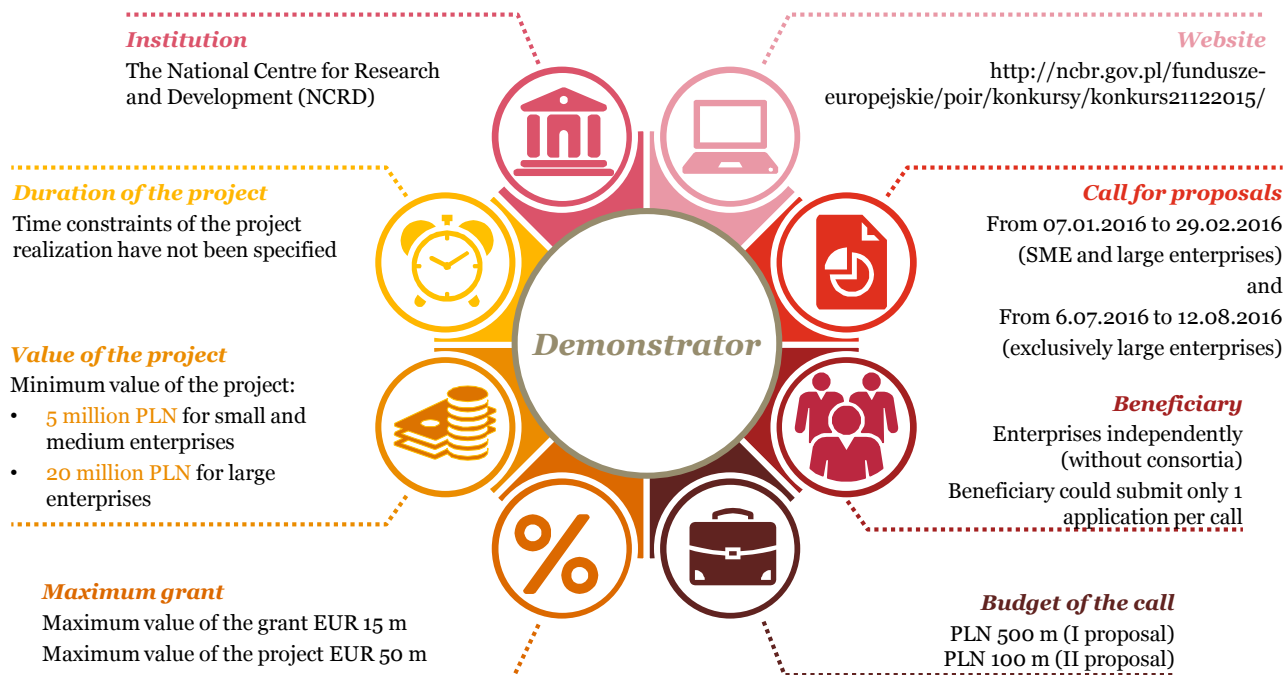 Institution
The National Centre for Research
and Development (NCRD)
Website
http://ncbr.gov.pl/fundusze-
europejskie/poir/konkursy/konkurs21122015/
Duration of the project
Time constraints of the project
realization have not been specified
Call for proposals
From 07.01.2016 to 29.02.2016
(SME and large enterprises)
and
From 6.07.2016 to 12.08.2016
(exclusively large enterprises)
Demonstrator
Value of the project
Minimum value of the project:
• 5 million PLN for small and
medium enterprises
• 20 million PLN for large
enterprises
Beneficiary
Enterprises independently
(without consortia)
Beneficiary could submit only 1
application per call
%
Maximum grant
Maximum value of the grant EUR 15 m
Maximum value of the project EUR 50 m
Budget of the call
PLN 500 m (I proposal)
PLN 100 m (II proposal)